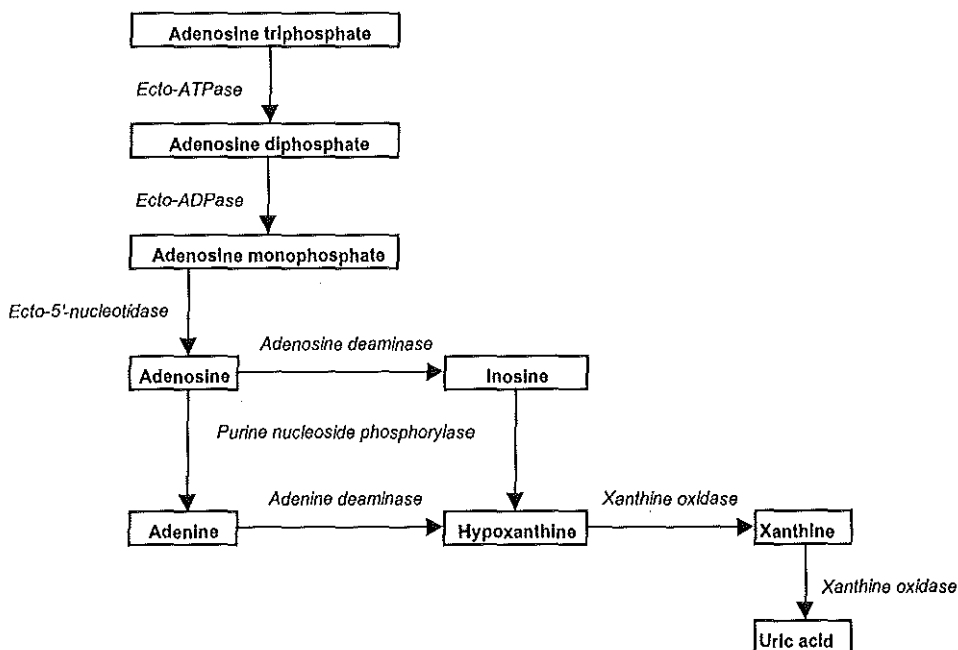 Adenosine triphosphate
Ecto-ATPase
Adenosine diphosphate
Ecto-ADPase
Adenosine monophosphate
Ecto-5'-nucleotidase
Adenosine deaminase
Adenosine
Inosine
Purine nucleoside phosphorylase
Adenine deaminase
Xanthine oxidase
Adenine
Hypoxanthine
Xanthine
Xanthine oxidase
Uric acid